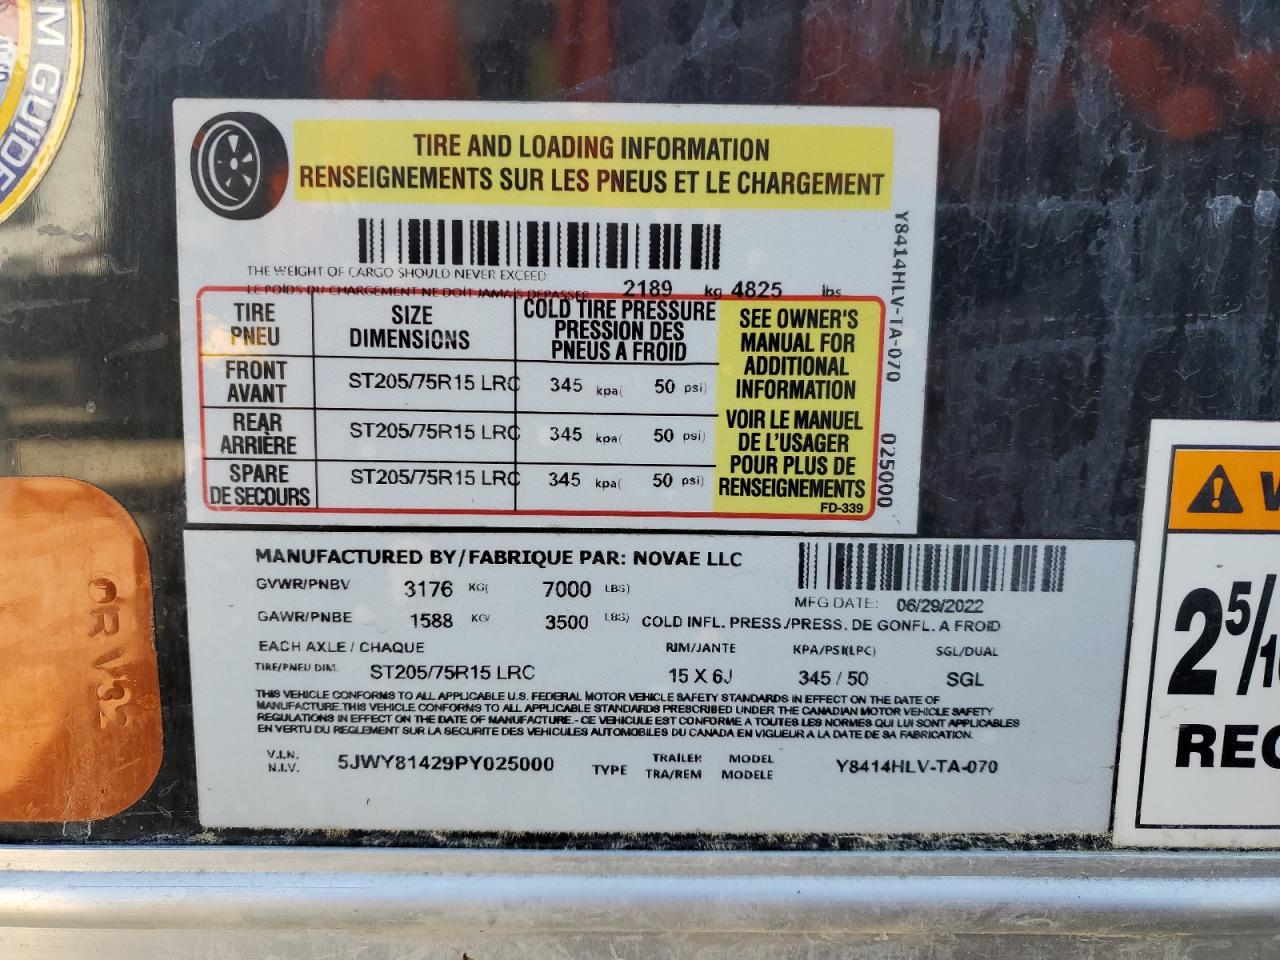 M GUIDE
TIRE AND LOADING INFORMATION
RENSEIGNEMENTS SUR LES PNEUS ET LE CHARGEMENT
THE WEIGHT OF CARGO SHOULD NEVER EXCEED
LE POIDS DU CHARGEMENT NE DOIT JAMAIS DEPASSER 2189 kg 4825 lbs
TIRE PNEU
SIZE DIMENSIONS
COLD TIRE PRESSURE
PRESSION DES
PNEUS A FROID
FRONT AVANT ST205/75R15 LRC 345 kpa( 50 psi)
REAR ARRIÈRE ST205/75R15 LRC 345 kpa( 50 psi)
SPARE DE SECOURS ST205/75R15 LRC 345 kpa( 50 psi)
SEE OWNER'S
MANUAL FOR
ADDITIONAL
INFORMATION
VOIR LE MANUEL
DE L'USAGER
POUR PLUS DE
RENSEIGNEMENTS
FD-339
Y8414HLV-TA-070
025000
MANUFACTURED BY/FABRIQUE PAR: NOVAE LLC
GVWR/PNBV 3176 KG( 7000 LBS)
MFG DATE: 06/29/2022
GAWR/PNBE 1588 KG( 3500 LBS) COLD INFL. PRESS./PRESS. DE GONFL. A FROID
EACH AXLE / CHAQUE RIM/JANTE KPA/PSI(LPC) SGL/DUAL
TIRE/PNEU DIM. ST205/75R15 LRC 15 X 6J 345 / 50 SGL
THIS VEHICLE CONFORMS TO ALL APPLICABLE U.S. FEDERAL MOTOR VEHICLE SAFETY STANDARDS IN EFFECT ON THE DATE OF
MANUFACTURE.THIS VEHICLE CONFORMS TO ALL APPLICABLE STANDARDS PRESCRIBED UNDER THE CANADIAN MOTOR VEHICLE SAFETY
REGULATIONS IN EFFECT ON THE DATE OF MANUFACTURE.- CE VEHICULE EST CONFORME A TOUTES LES NORMES QUI LUI SONT APPLICABLES
EN VERTU DU REGLEMENT SUR LA SECURITE DES VEHICULES AUTOMOBILES DU CANADA EN VIGUEUR A LA DATE DE SA FABRICATION.
V.I.N. N.I.V. 5JWY81429PY025000 TYPE TRAILER TRA/REM MODEL MODELE Y8414HLV-TA-070
2 5/
REC